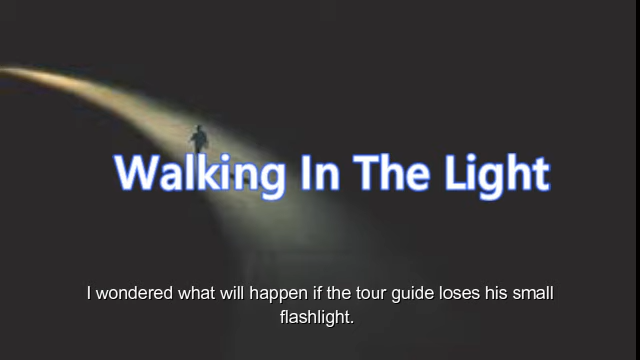 Walking In The Light
I wondered what will happen if the tour guide loses his small
flashlight.